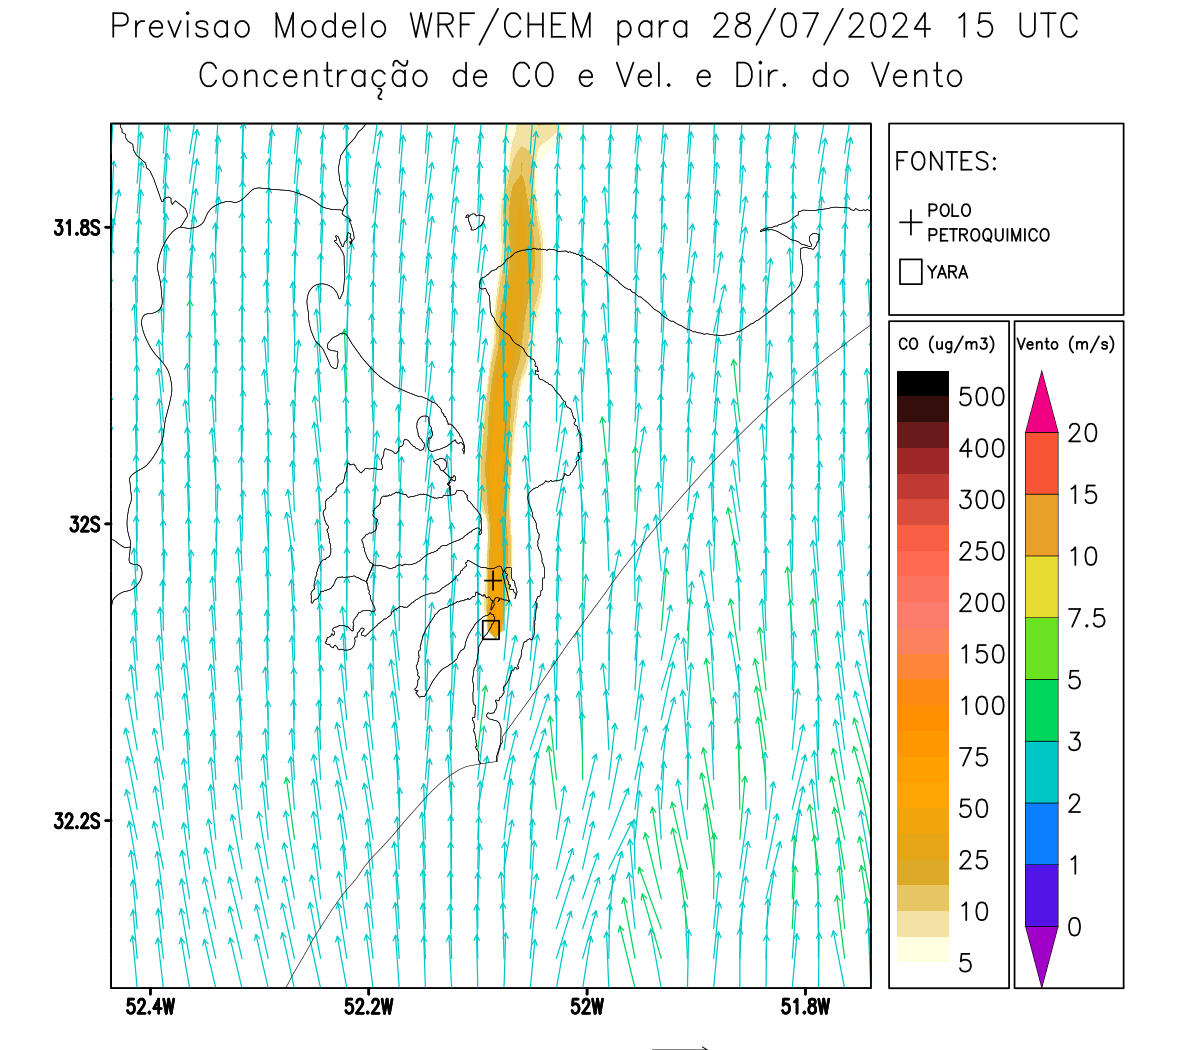 Previsao Modelo WRF/CHEM para 28/07/2024 15 UTC
Concentração de CO e Vel. e Dir. do Vento
FONTES:
POLO
PETROQUIMICO
YARA
CO (ug/m3)
500
400
300
250
200
150
100
75
50
25
10
5
Vento (m/s)
20
15
10
7.5
5
3
2
1
0
31.8S
32S
32.2S
52.4W
52.2W
52W
51.8W